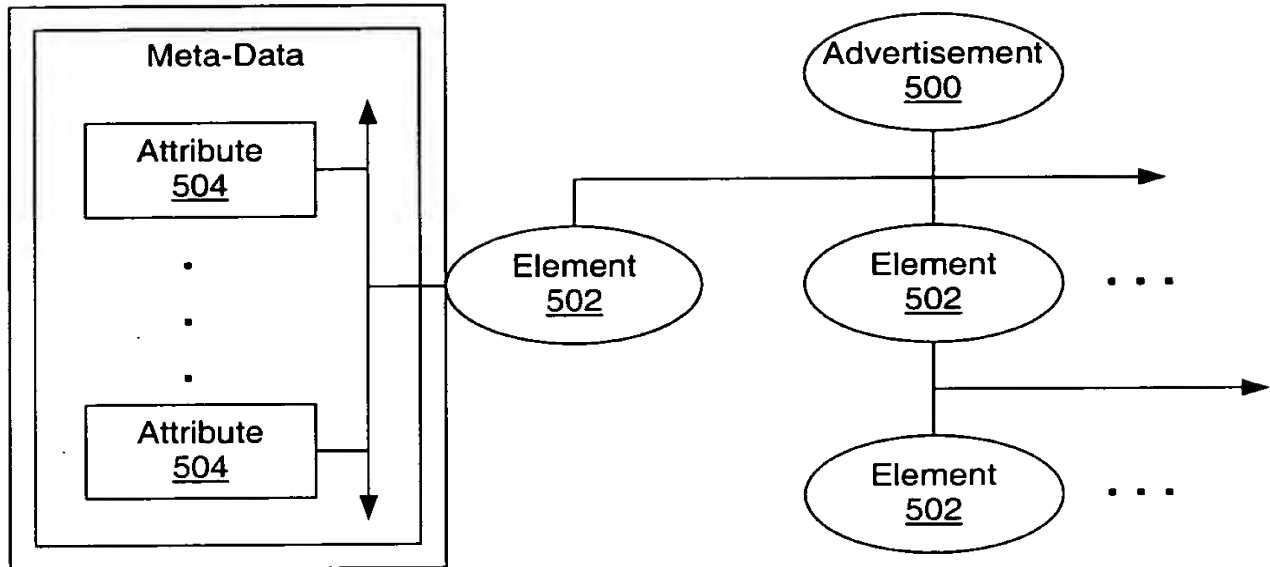 Meta-Data
Attribute
504
Attribute
504
Advertisement
500
Element
502
Element
502
Element
502